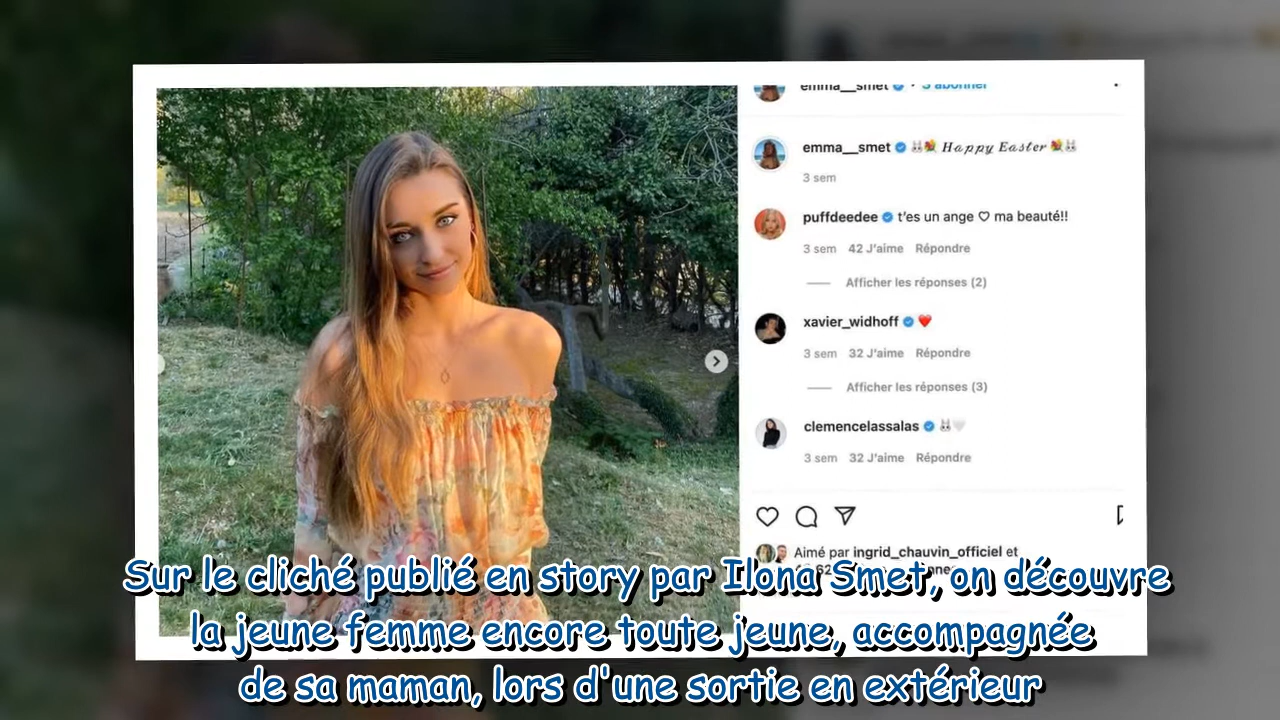 emma__smet • S'abonner
emma__smet 🐰💐 𝐻𝒶𝓅𝓅𝓎 𝐸𝒶𝓈𝓉𝑒𝓇 💐🐰
3 sem
puffdeedee t'es un ange ♡ ma beauté!!
3 sem 42 J'aime Répondre
Afficher les réponses (2)
xavier_widhoff ❤️
3 sem 32 J'aime Répondre
Afficher les réponses (3)
clemencelassalas 🐰🤍
3 sem 32 J'aime Répondre
Aimé par ingrid_chauvin_officiel et
Sur le cliché publié en story par Ilona Smet, on découvre
la jeune femme encore toute jeune, accompagnée
de sa maman, lors d'une sortie en extérieur